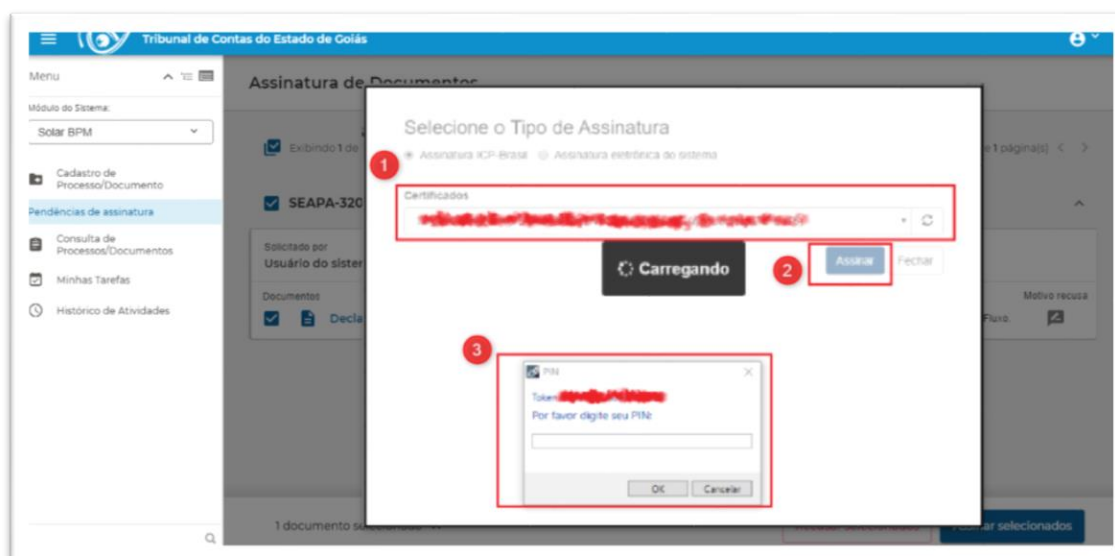 Tribunal de Contas do Estado de Goiás
Menu
Assinatura de Documentos
Módulo do Sistema:
Solar BPM
Selecione o Tipo de Assinatura
Exibindo 1 de
1 página(s)
1
Assinatura ICP-Brasil
Assinatura eletrônica do sistema
Cadastro de
Processo/Documento
Certificados
SEAPA-320
Pendências de assinatura
Consulta de
Processos/Documentos
Solicitado por
Usuário do sister
Carregando
2
Assinar
Fechar
Minhas Tarefas
Documentos
Motivo recusa
Histórico de Atividades
Decla
Fluxo.
3
PIN
Token
Por favor digite seu PIN:
OK
Cancelar
1 documento
selecionados